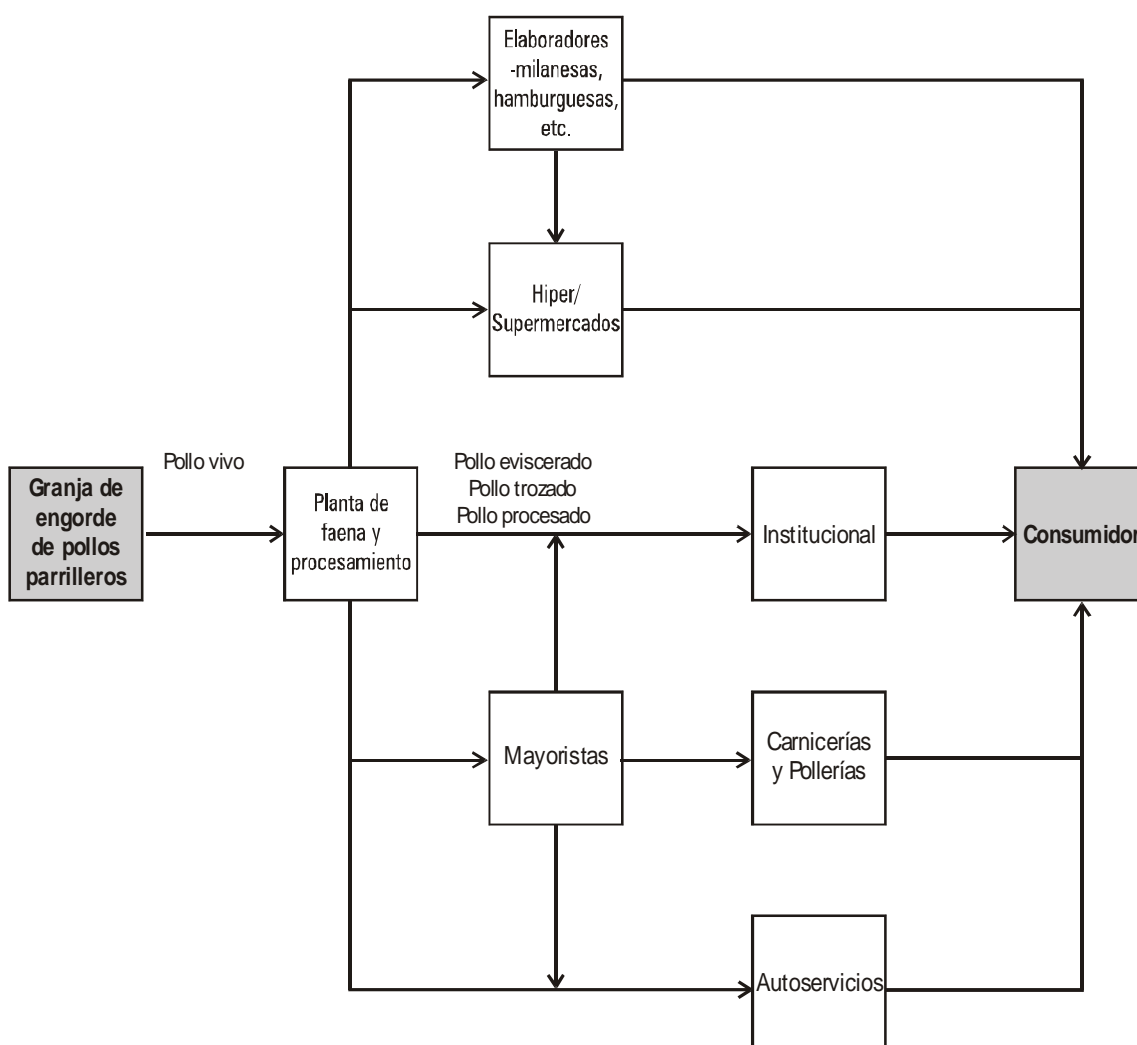 Elaboradores
-milanesas,
hamburguesas,
etc.
Hiper/
Supermercados
Pollo vivo
Pollo eviscerado
Pollo trozado
Pollo procesado
Granja de
engorde
de pollos
parrilleros
Planta de
faena y
procesamiento
Institucional
Consumidor
Mayoristas
Carnicerías
y Pollerías
Autoservicios